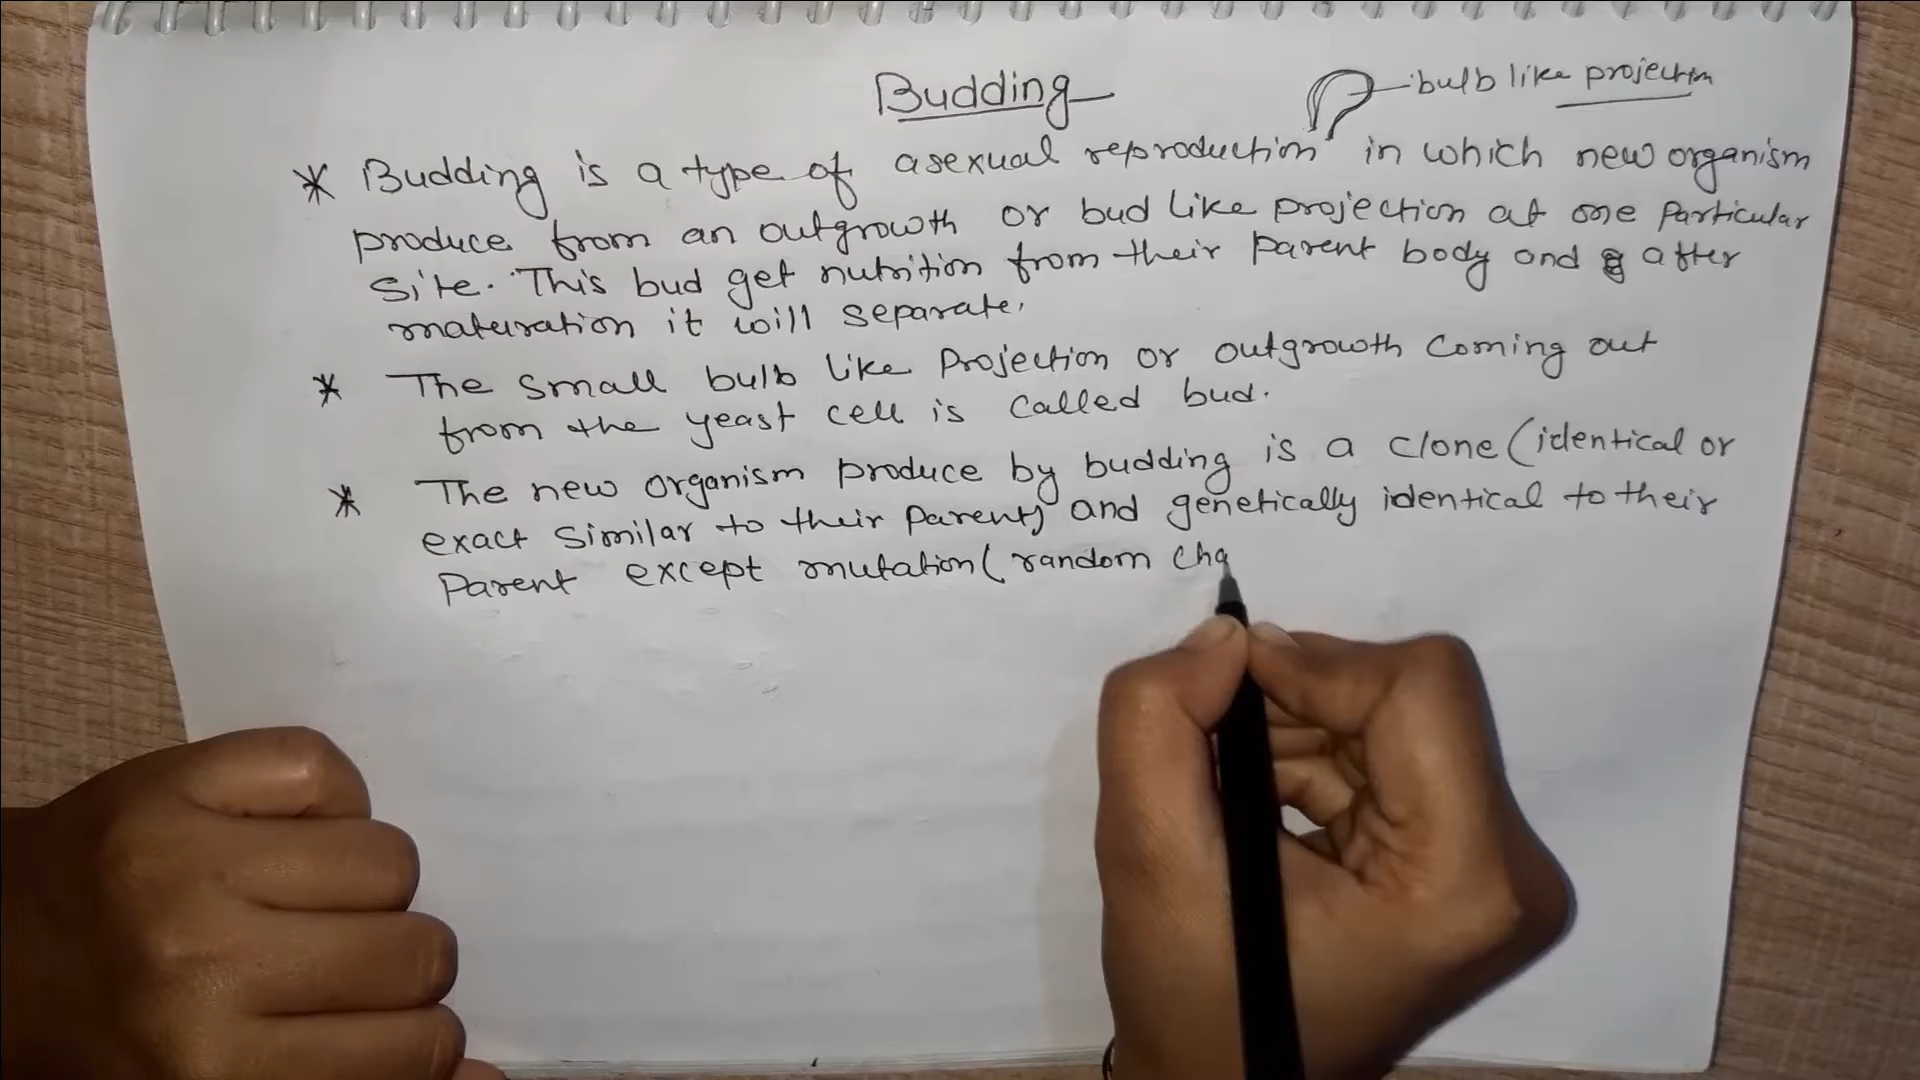 Budding
bulb like projection
* Budding is a type of asexual reproduction in which new organism
produce from an outgrowth or bud like projection at one particular
site. This bud get nutrition from their parent body and after
maturation it will separate.
* The small bulb like Projection or outgrowth coming out
from the yeast cell is called bud.
* The new organism produce by budding is a clone (identical or
exact similar to their parent) and genetically identical to their
Parent except mutation (random cha